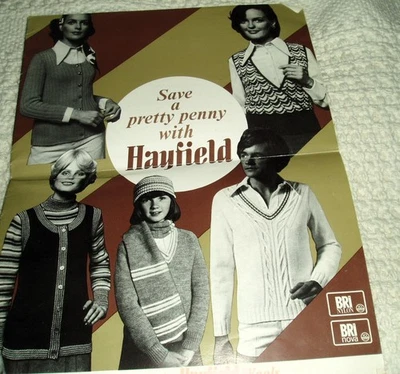 Save
a
pretty penny
with
Hayfield
BRI
NYLON
BRI
nova